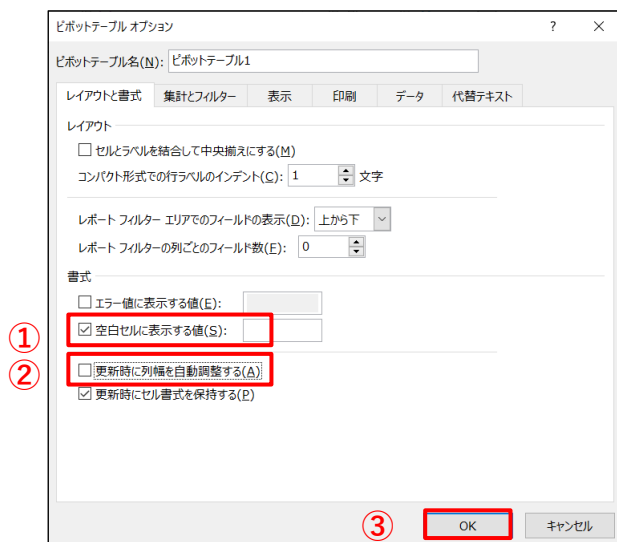 ピボットテーブル オプション ? ×
ピボットテーブル名(N): ピボットテーブル1
レイアウトと書式 集計とフィルター 表示 印刷 データ 代替テキスト
レイアウト
セルとラベルを結合して中央揃えにする(M)
コンパクト形式での行ラベルのインデント(C): 1 文字
レポート フィルター エリアでのフィールドの表示(D): 上から下
レポート フィルターの列ごとのフィールド数(F): 0
書式
エラー値に表示する値(E):
① 空白セルに表示する値(S):
② 更新時に列幅を自動調整する(A)
更新時にセル書式を保持する(P)
③ OK キャンセル